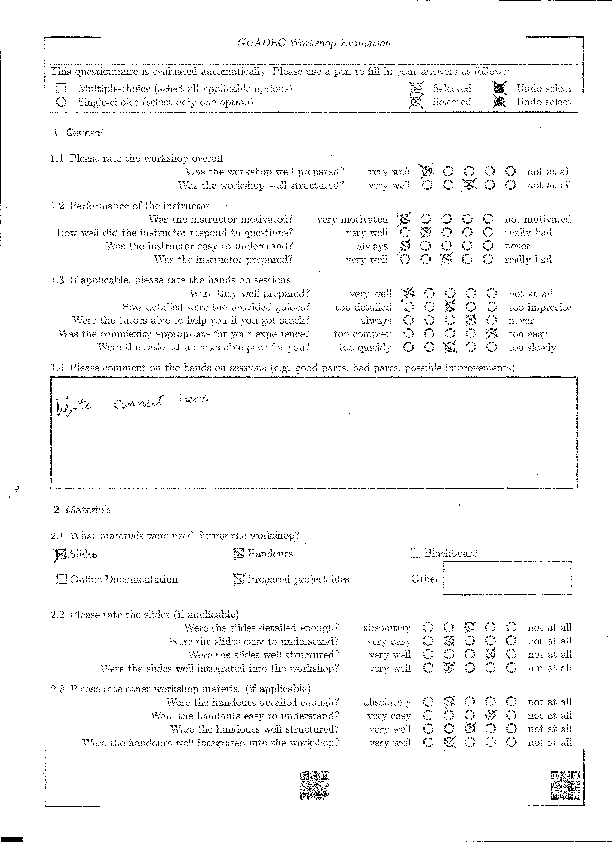 GUADEC Workshop Evaluation
This questionnaire is evaluated automatically. Please use a pen to fill in your answers as follows:
Multiple-choice (select all applicable options) Selected Undo select
Single-choice (select only one option) Selected Undo select
1 General
1.1 Please rate the workshop overall
Was the workshop well prepared? very well not at all
Was the workshop well structured? very well not at all
1.2 Performance of the instructor
Was the instructor motivated? very motivated not motivated
How well did the instructor respond to questions? very well really bad
Was the instructor easy to understand? always never
Was the instructor prepared? very well really bad
1.3 If applicable, please rate the hands on sessions
Were they well prepared? very well not at all
How detailed were the provided guides? too detailed too imprecise
Were the tutors able to help you if you got stuck? always never
Was the complexity appropriate for your experience? too complex too easy
too quickly too slowly
1.4 Please comment on the hands on sessions (e.g. good parts, bad parts, possible improvements)
Write comment here
2 Materials
2.1 What materials were used during the workshop?
Slides Handouts Blackboard
Online Documentation Prepared project files Other
2.2 Please rate the slides (if applicable)
Were the slides detailed enough? absolutely not at all
Were the slides easy to understand? very easy not at all
Were the slides well structured? very well not at all
Were the slides well integrated into the workshop? very well not at all
2.3 Please rate other workshop material (if applicable)
Were the handouts detailed enough? absolutely not at all
Were the handouts easy to understand? very easy not at all
Were the handouts well structured? very well not at all
Were the handouts well integrated into the workshop? very well not at all